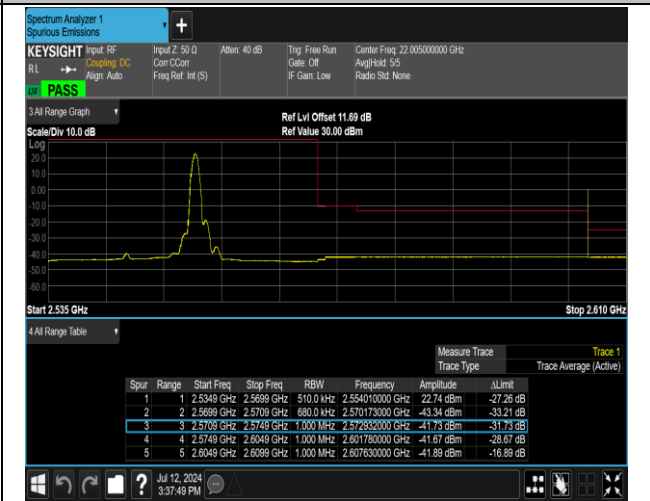 Spectrum Analyzer 1
Spurious Emissions
+
KEYSIGHT Input: RF Input Z: 50 Ω Atten: 40 dB Trig: Free Run Center Freq: 22.005000000 GHz
RL Coupling: DC Corr CCorr Gate: Off Avg|Hold: 5/5
Align: Auto Freq Ref: Int (S) IF Gain: Low Radio Std: None
PASS
3 All Range Graph
Ref Lvl Offset 11.69 dB
Scale/Div 10.0 dB Ref Value 30.00 dBm
Log
20.0
10.0
0.00
-10.0
-20.0
-30.0
-40.0
-50.0
-60.0
Start 2.535 GHz Stop 2.610 GHz
4 All Range Table
Measure Trace Trace 1
Trace Type Trace Average (Active)
Spur Range Start Freq Stop Freq RBW Frequency Amplitude ΔLimit
1 1 2.5349 GHz 2.5699 GHz 510.0 kHz 2.554010000 GHz 22.74 dBm -27.26 dB
2 2 2.5699 GHz 2.5709 GHz 680.0 kHz 2.570173000 GHz -43.34 dBm -33.21 dB
3 3 2.5709 GHz 2.5749 GHz 1.000 MHz 2.572932000 GHz -41.73 dBm -31.73 dB
4 4 2.5749 GHz 2.6049 GHz 1.000 MHz 2.601780000 GHz -41.67 dBm -28.67 dB
5 5 2.6049 GHz 2.6099 GHz 1.000 MHz 2.607630000 GHz -41.89 dBm -16.89 dB
? Jul 12, 2024
3:37:49 PM